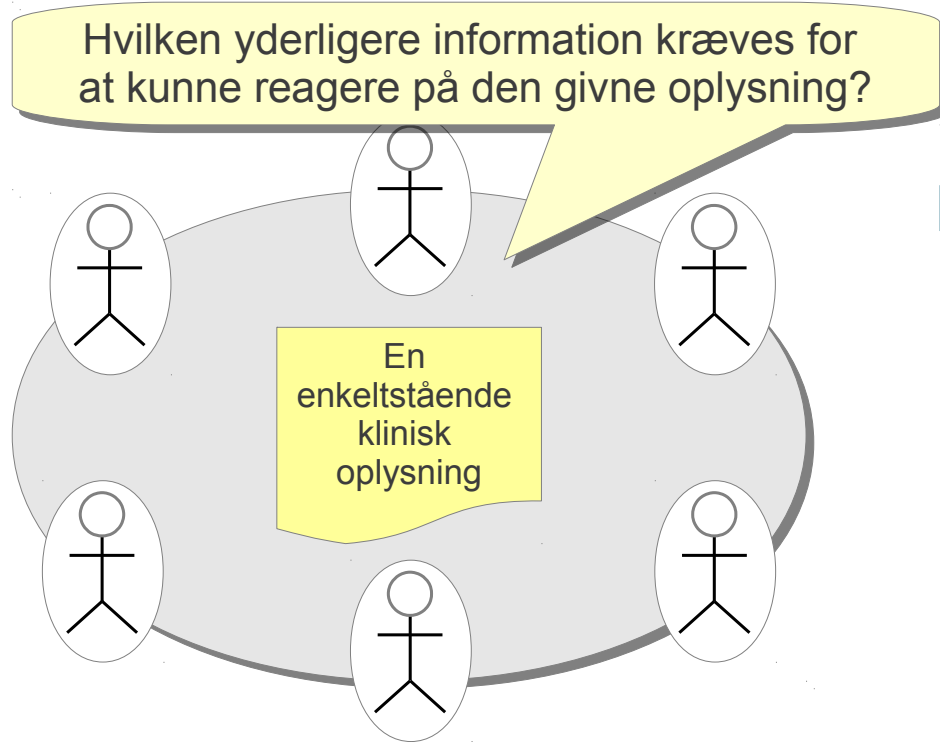 Hvilken yderligere information kræves for
at kunne reagere på den givne oplysning?
En
enkeltstående
klinisk
oplysning